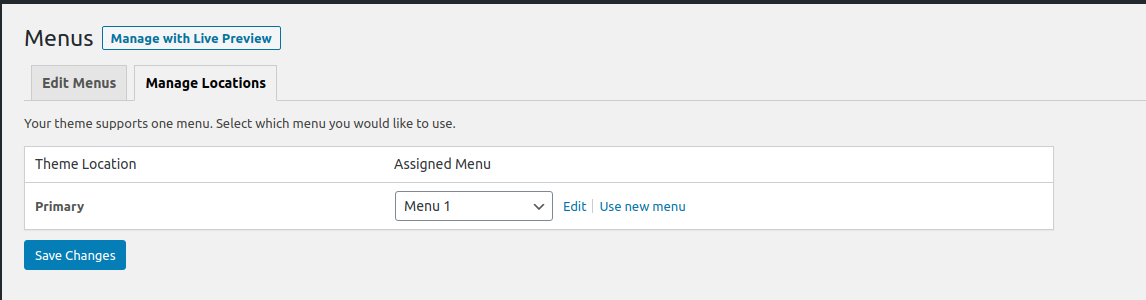 Menus Manage with Live Preview
Edit Menus Manage Locations
Your theme supports one menu. Select which menu you would like to use.
Theme Location Assigned Menu
Primary Menu 1 Edit Use new menu
Save Changes